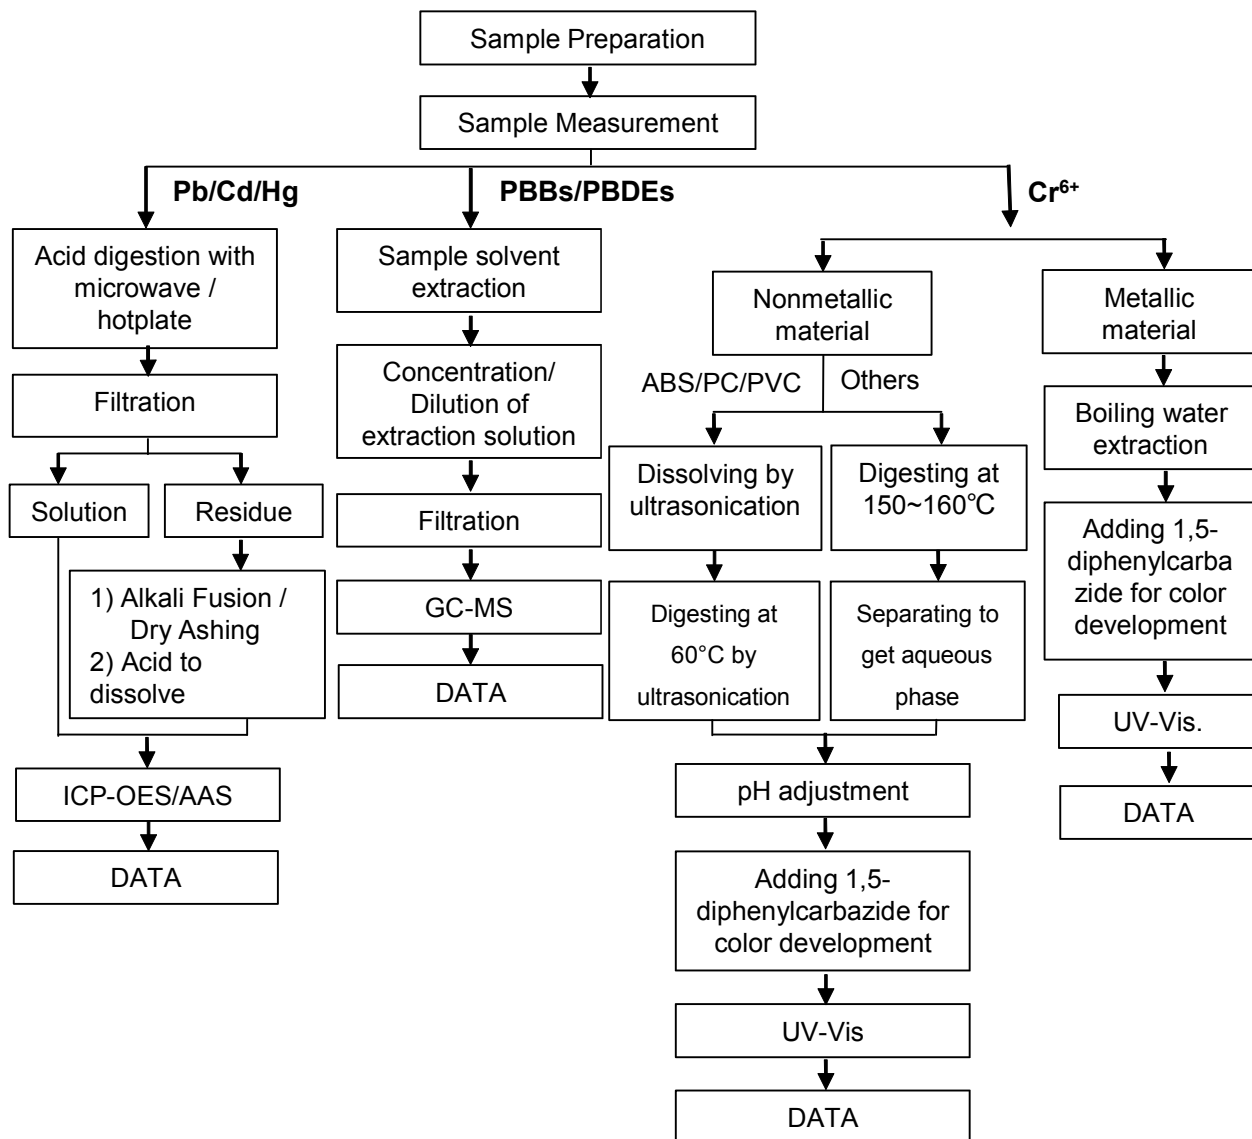 Sample Preparation
Sample Measurement
Pb/Cd/Hg
PBBs/PBDEs
Cr⁶⁺
Acid digestion with
microwave /
hotplate
Filtration
Solution
Residue
1) Alkali Fusion /
Dry Ashing
2) Acid to
dissolve
ICP-OES/AAS
DATA
Sample solvent
extraction
Concentration/
Dilution of
extraction solution
Filtration
GC-MS
DATA
Nonmetallic
material
ABS/PC/PVC
Others
Dissolving by
ultrasonication
Digesting at
60°C by
ultrasonication
Digesting at
150~160℃
Separating to
get aqueous
phase
pH adjustment
Adding 1,5-
diphenylcarbazide for
color development
UV-Vis
DATA
Metallic
material
Boiling water
extraction
Adding 1,5-
diphenylcarba
zide for color
development
UV-Vis.
DATA